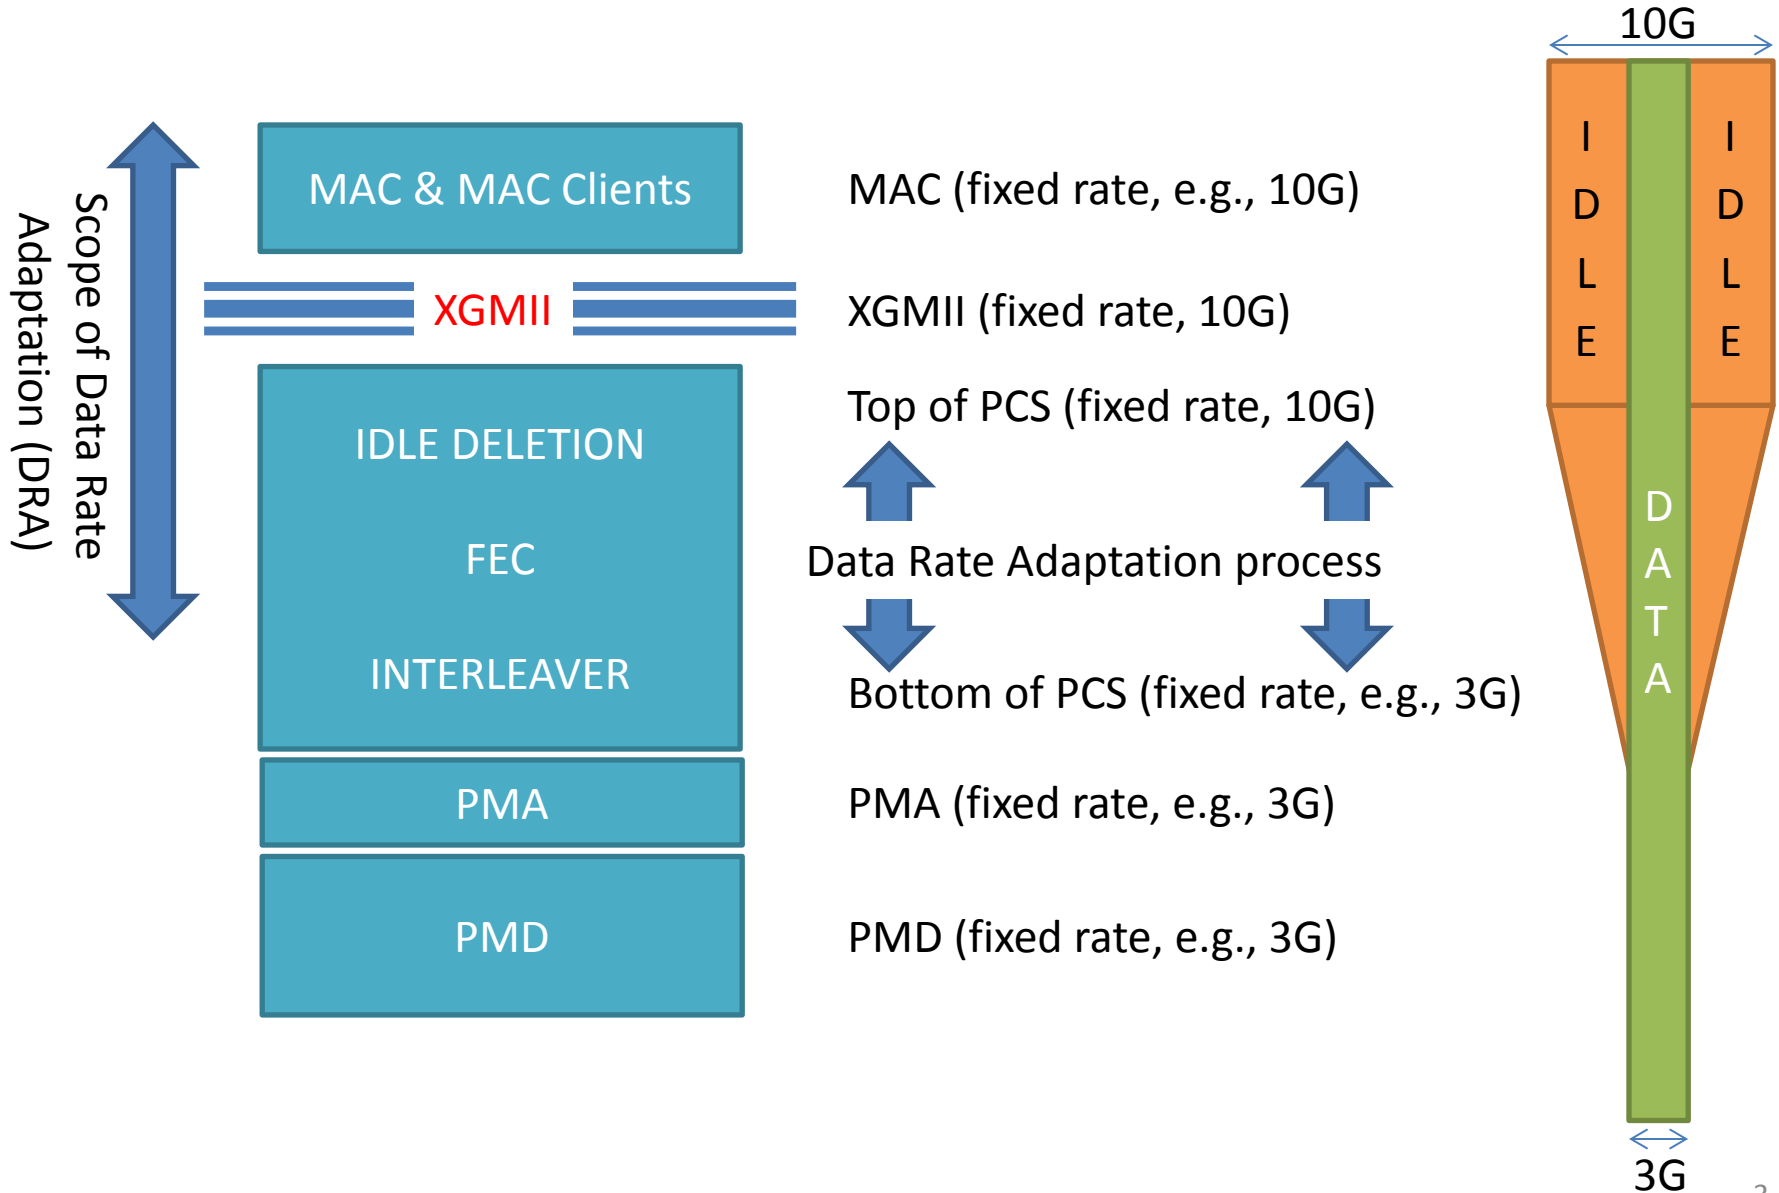 Scope of Data Rate
Adaptation (DRA)
MAC & MAC Clients
XGMII
IDLE DELETION
FEC
INTERLEAVER
PMA
PMD
MAC (fixed rate, e.g., 10G)
XGMII (fixed rate, 10G)
Top of PCS (fixed rate, 10G)
Data Rate Adaptation process
Bottom of PCS (fixed rate, e.g., 3G)
PMA (fixed rate, e.g., 3G)
PMD (fixed rate, e.g., 3G)
10G
IDLE
DATA
IDLE
3G